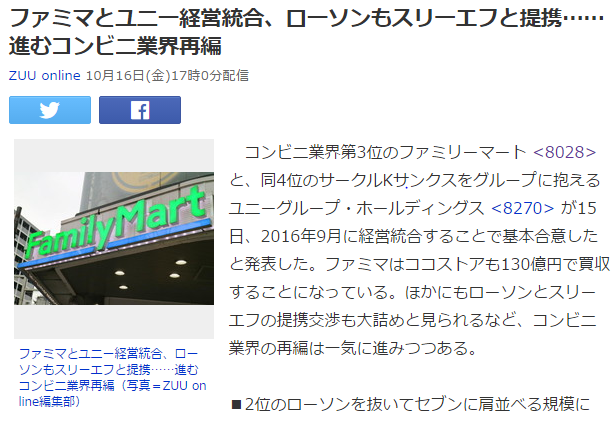 ファミマとユニー経営統合、ローソンもスリーエフと提携……
進むコンビニ業界再編
ZUU online 10月16日(金)17時0分配信
コンビニ業界第3位のファミリーマート <8028>
と、同4位のサークルKサンクスをグループに抱える
ユニーグループ・ホールディングス <8270> が15
日、2016年9月に経営統合することで基本合意した
と発表した。ファミマはココストアも130億円で買収
することになっている。ほかにもローソンとスリー
エフの提携交渉も大詰めと見られるなど、コンビニ
業界の再編は一気に進みつつある。
■2位のローソンを抜いてセブンに肩並べる規模に
FamilyMart
ファミマとユニー経営統合、ロー
ソンもスリーエフと提携……進む
コンビニ業界再編（写真＝ZUU on
line編集部）